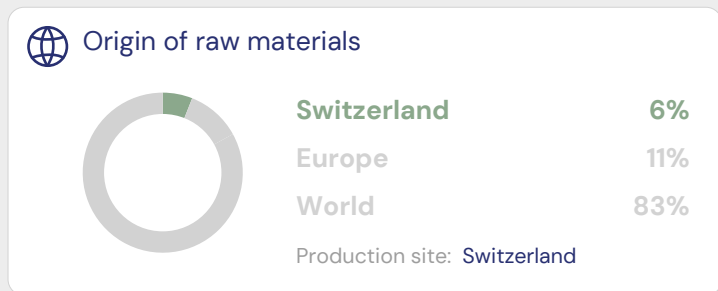 Origin of raw materials
Switzerland 6%
Europe 11%
World 83%
Production site: Switzerland